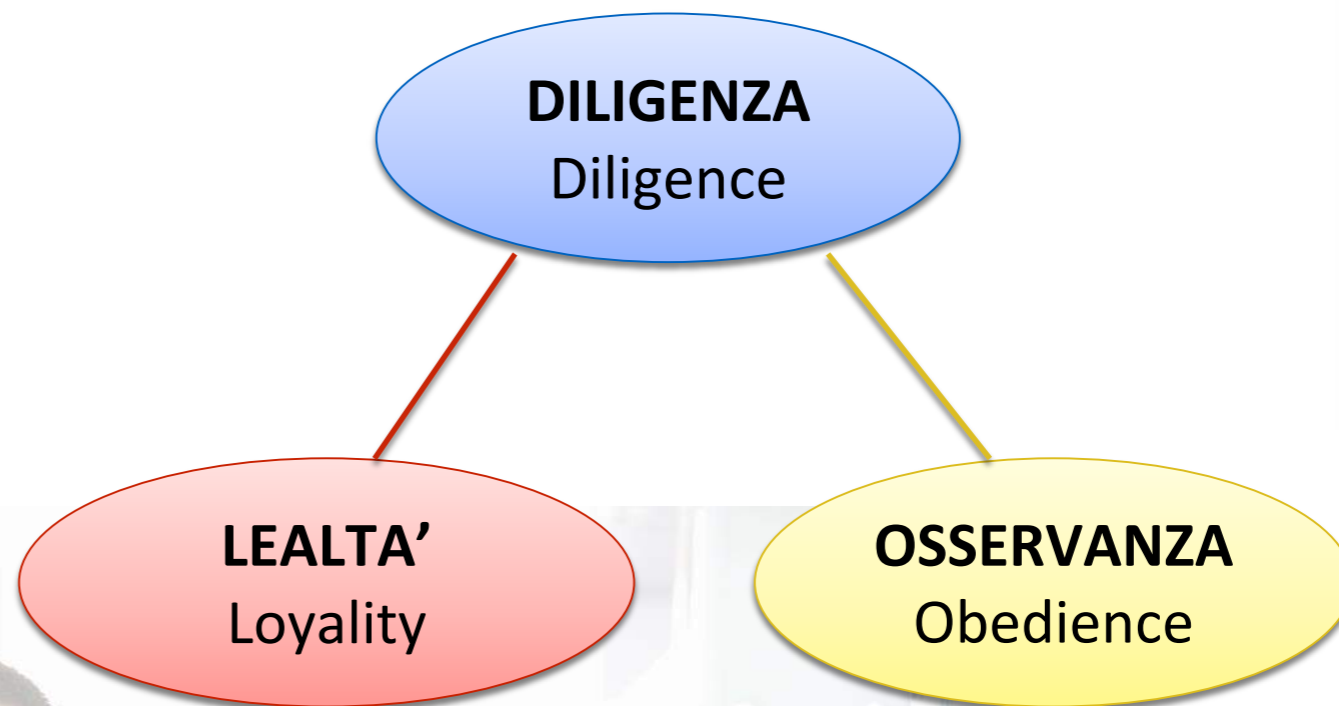 DILIGENZA
Diligence
LEALTA’
Loyality
OSSERVANZA
Obedience